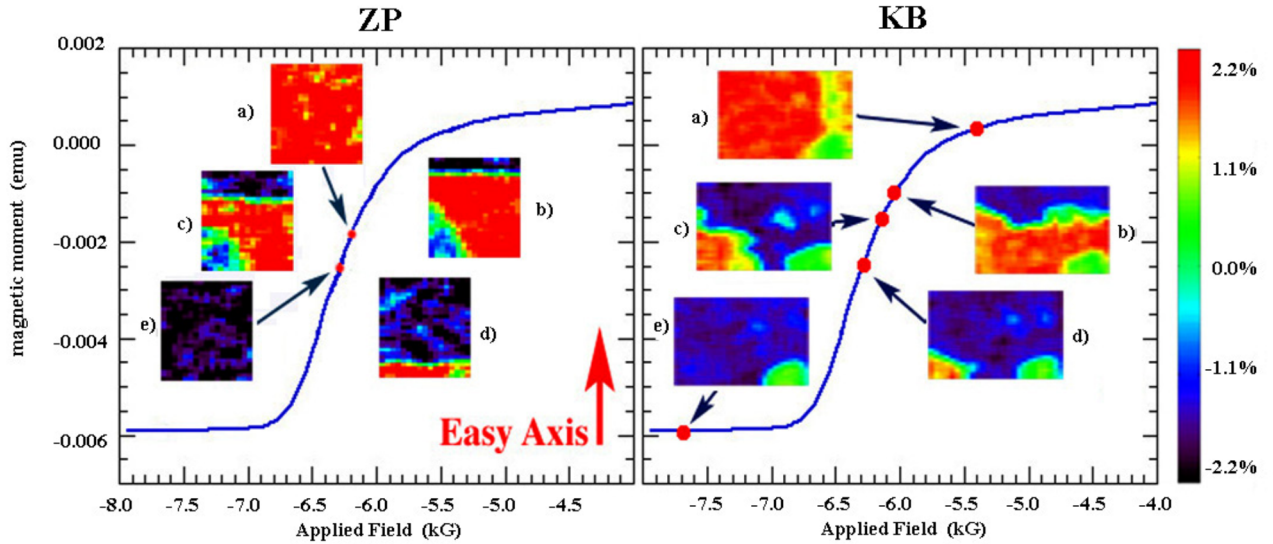 ZP KB
0.002
0.000
-0.002
-0.004
-0.006
magnetic moment (emu)
a)
b)
c)
d)
e)
Easy Axis
-8.0 -7.5 -7.0 -6.5 -6.0 -5.5 -5.0 -4.5
Applied Field (kG)
a)
b)
c)
d)
e)
-7.5 -7.0 -6.5 -6.0 -5.5 -5.0 -4.5 -4.0
Applied Field (kG)
2.2%
1.1%
0.0%
-1.1%
-2.2%